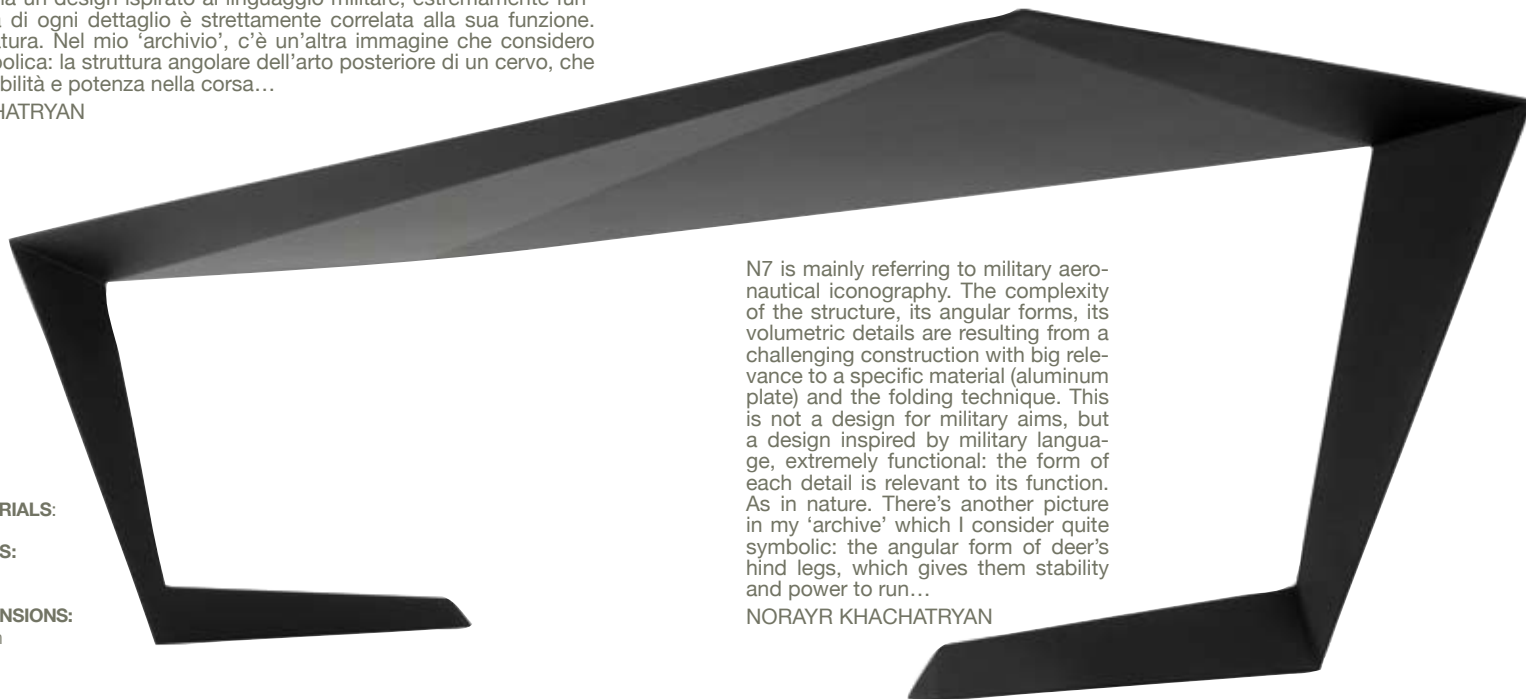 un design ispirato al linguaggio militare, estremamente fun-
a di ogni dettaglio è strettamente correlata alla sua funzione.
tura. Nel mio ‘archivio’, c’è un’altra immagine che considero
bolica: la struttura angolare dell’arto posteriore di un cervo, che
bilità e potenza nella corsa…
HATRYAN
N7 is mainly referring to military aero-
nautical iconography. The complexity
of the structure, its angular forms, its
volumetric details are resulting from a
challenging construction with big rele-
vance to a specific material (aluminum
plate) and the folding technique. This
is not a design for military aims, but
a design inspired by military langua-
ge, extremely functional: the form of
each detail is relevant to its function.
As in nature. There’s another picture
in my ‘archive’ which I consider quite
symbolic: the angular form of deer’s
hind legs, which gives them stability
and power to run…
NORAYR KHACHATRYAN
RIALS:
S:
NSIONS: